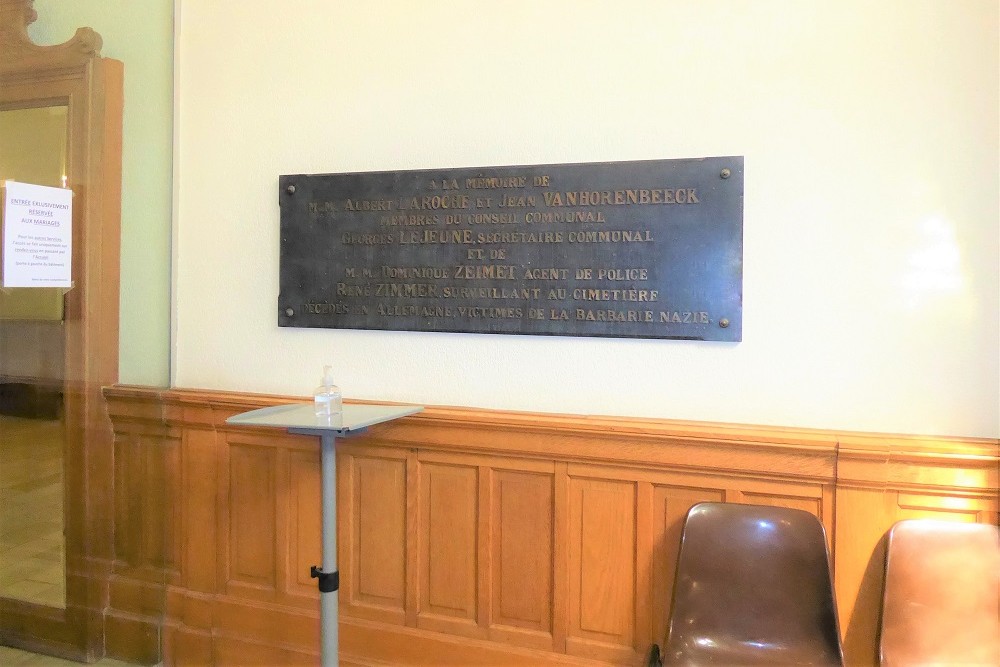 ENTREE EXCLUSIVEMENT
RÉSERVÉE
AUX MARIAGES
A LA MÉMOIRE DE
M.M. ALBERT LAROCHE ET JEAN VANHORENBEECK
MEMBRES DU CONSEIL COMMUNAL
GEORGES LEJEUNE, SECRÉTAIRE COMMUNAL
ET DE
M.M. DOMINIQUE ZEIMET AGENT DE POLICE
RENÉ ZIMMER, SURVEILLANT AU CIMETIÈRE
DÉCÉDÉS EN ALLEMAGNE, VICTIMES DE LA BARBARIE NAZIE.